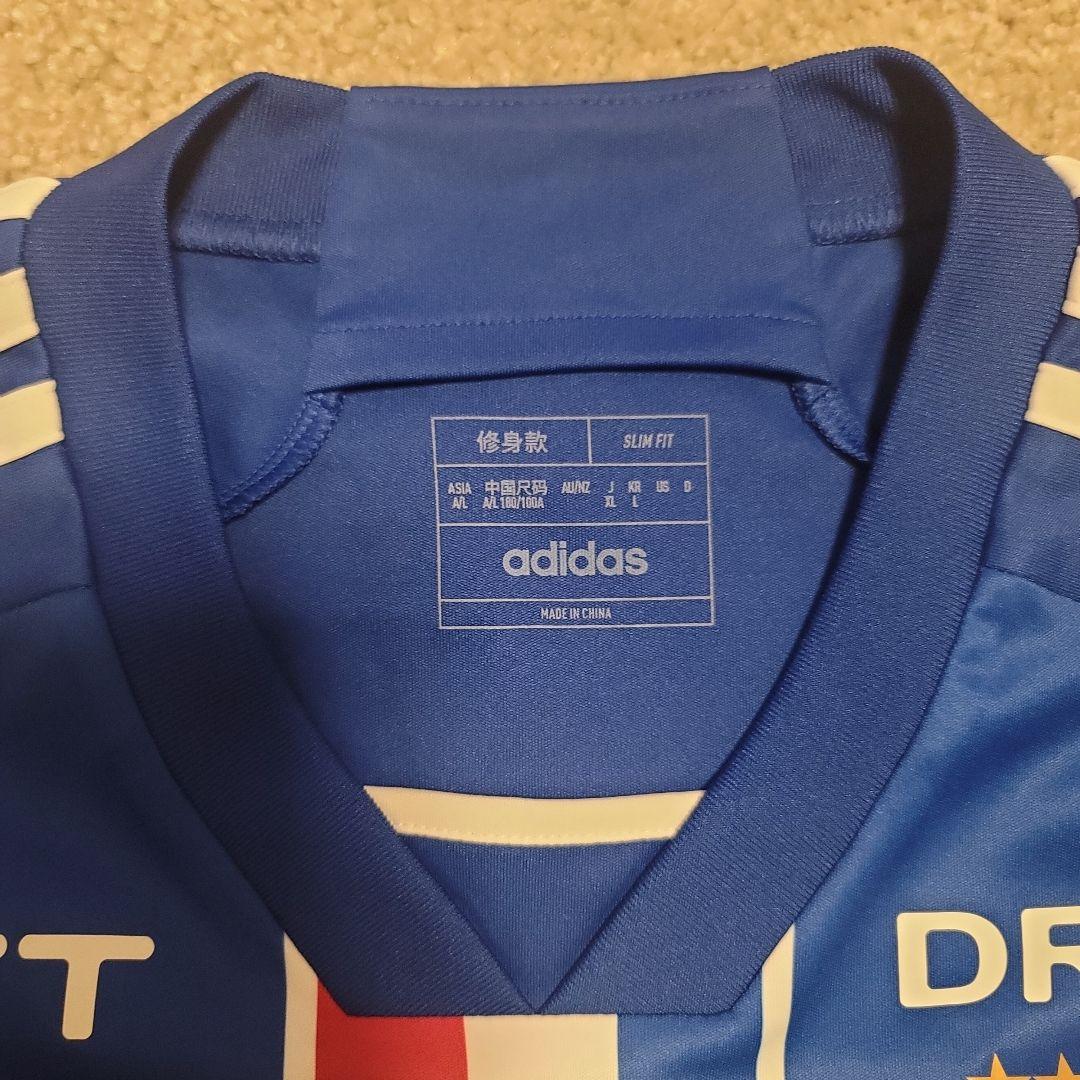 修身款 SLIM FIT
ASIA 中国尺码 AU/NZ J KR US D
A/L A/L 180/100A XL L
adidas
MADE IN CHINA
T DR